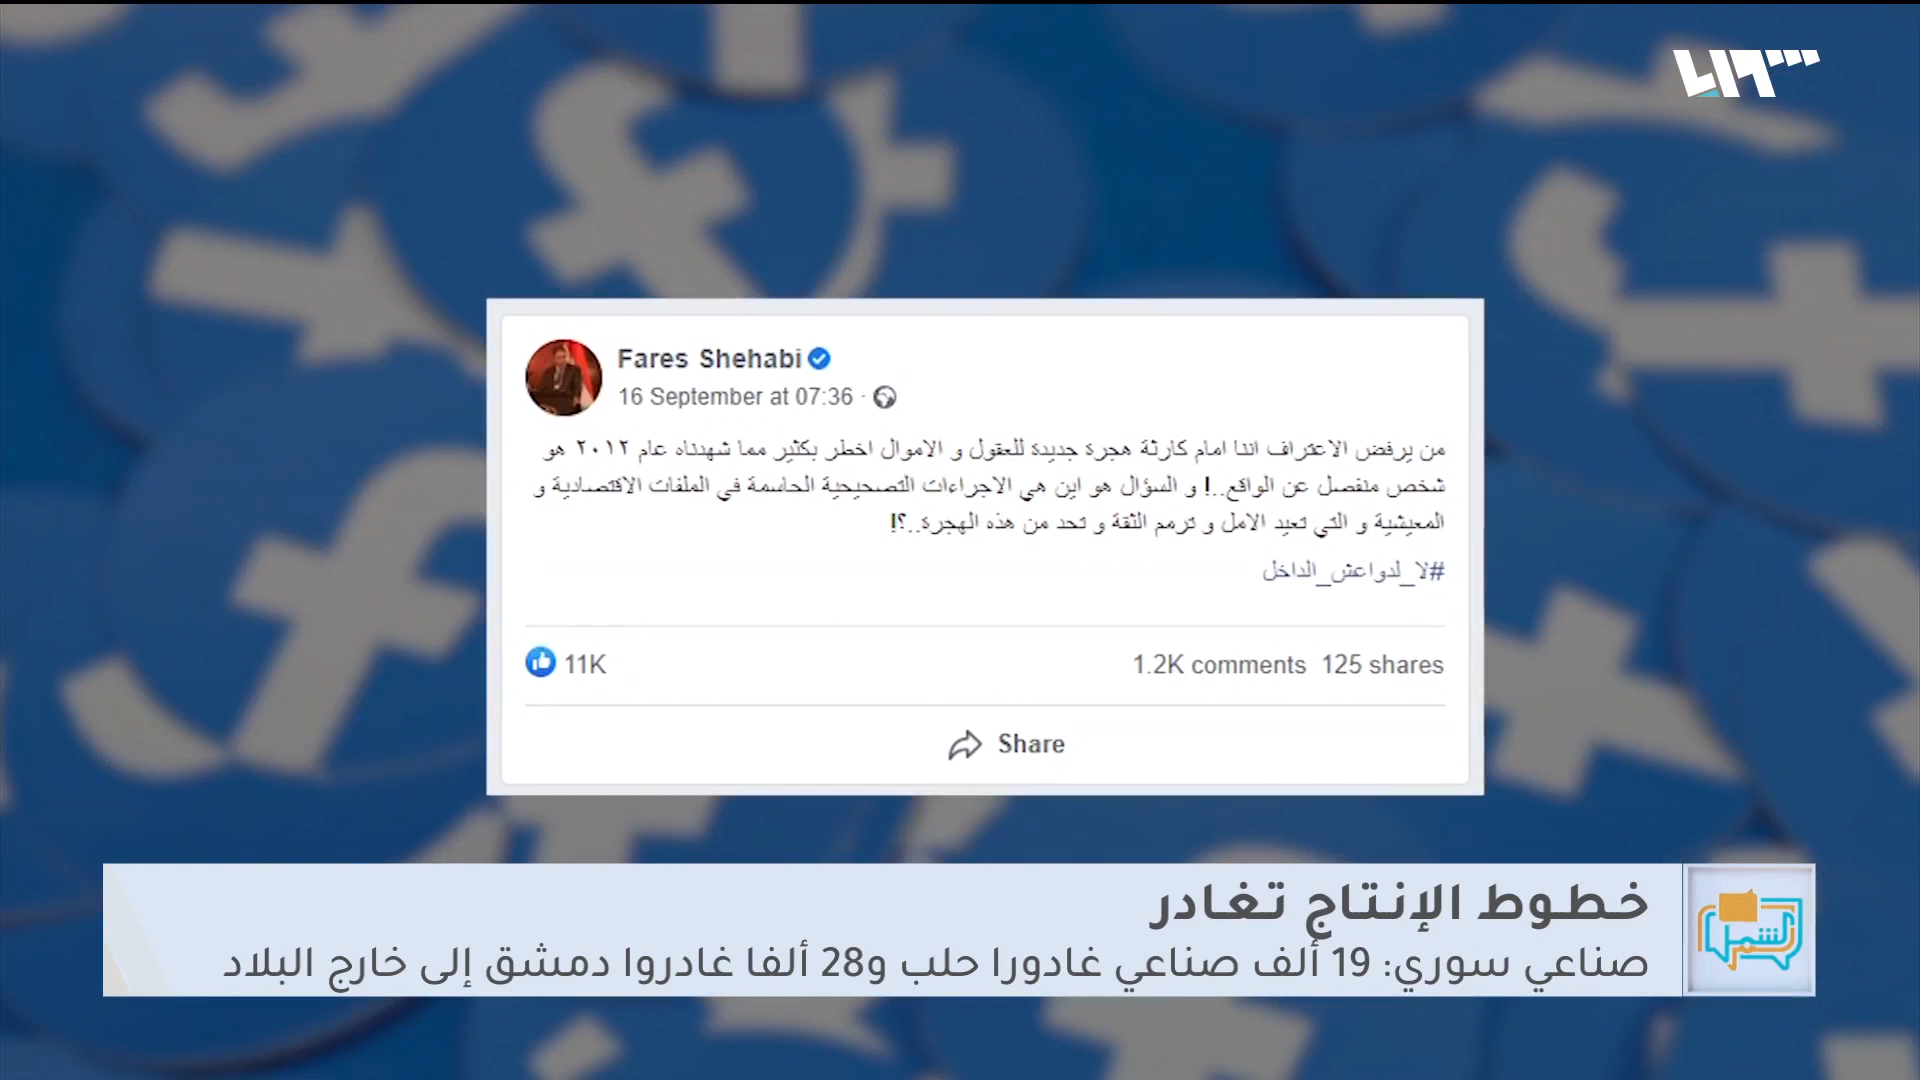 سوريا
Fares Shehabi
16 September at 07:36 ·
من يرفض الاعتراف اننا امام كارثة هجرة جديدة للعقول و الاموال اخطر بكثير مما شهدناه عام ٢٠١٢ هو
شخص منفصل عن الواقع..! و السؤال هو اين هي الاجراءات التصحيحية الحاسمة في الملفات الاقتصادية و
المعيشية و التي تعيد الامل و ترمم الثقة و تحد من هذه الهجرة..؟!
#لا_لدواعش_الداخل
11K 1.2K comments 125 shares
Share
خطوط الإنتاج تغادر
صناعي سوري: 19 ألف صناعي غادورا حلب و28 ألفا غادروا دمشق إلى خارج البلاد